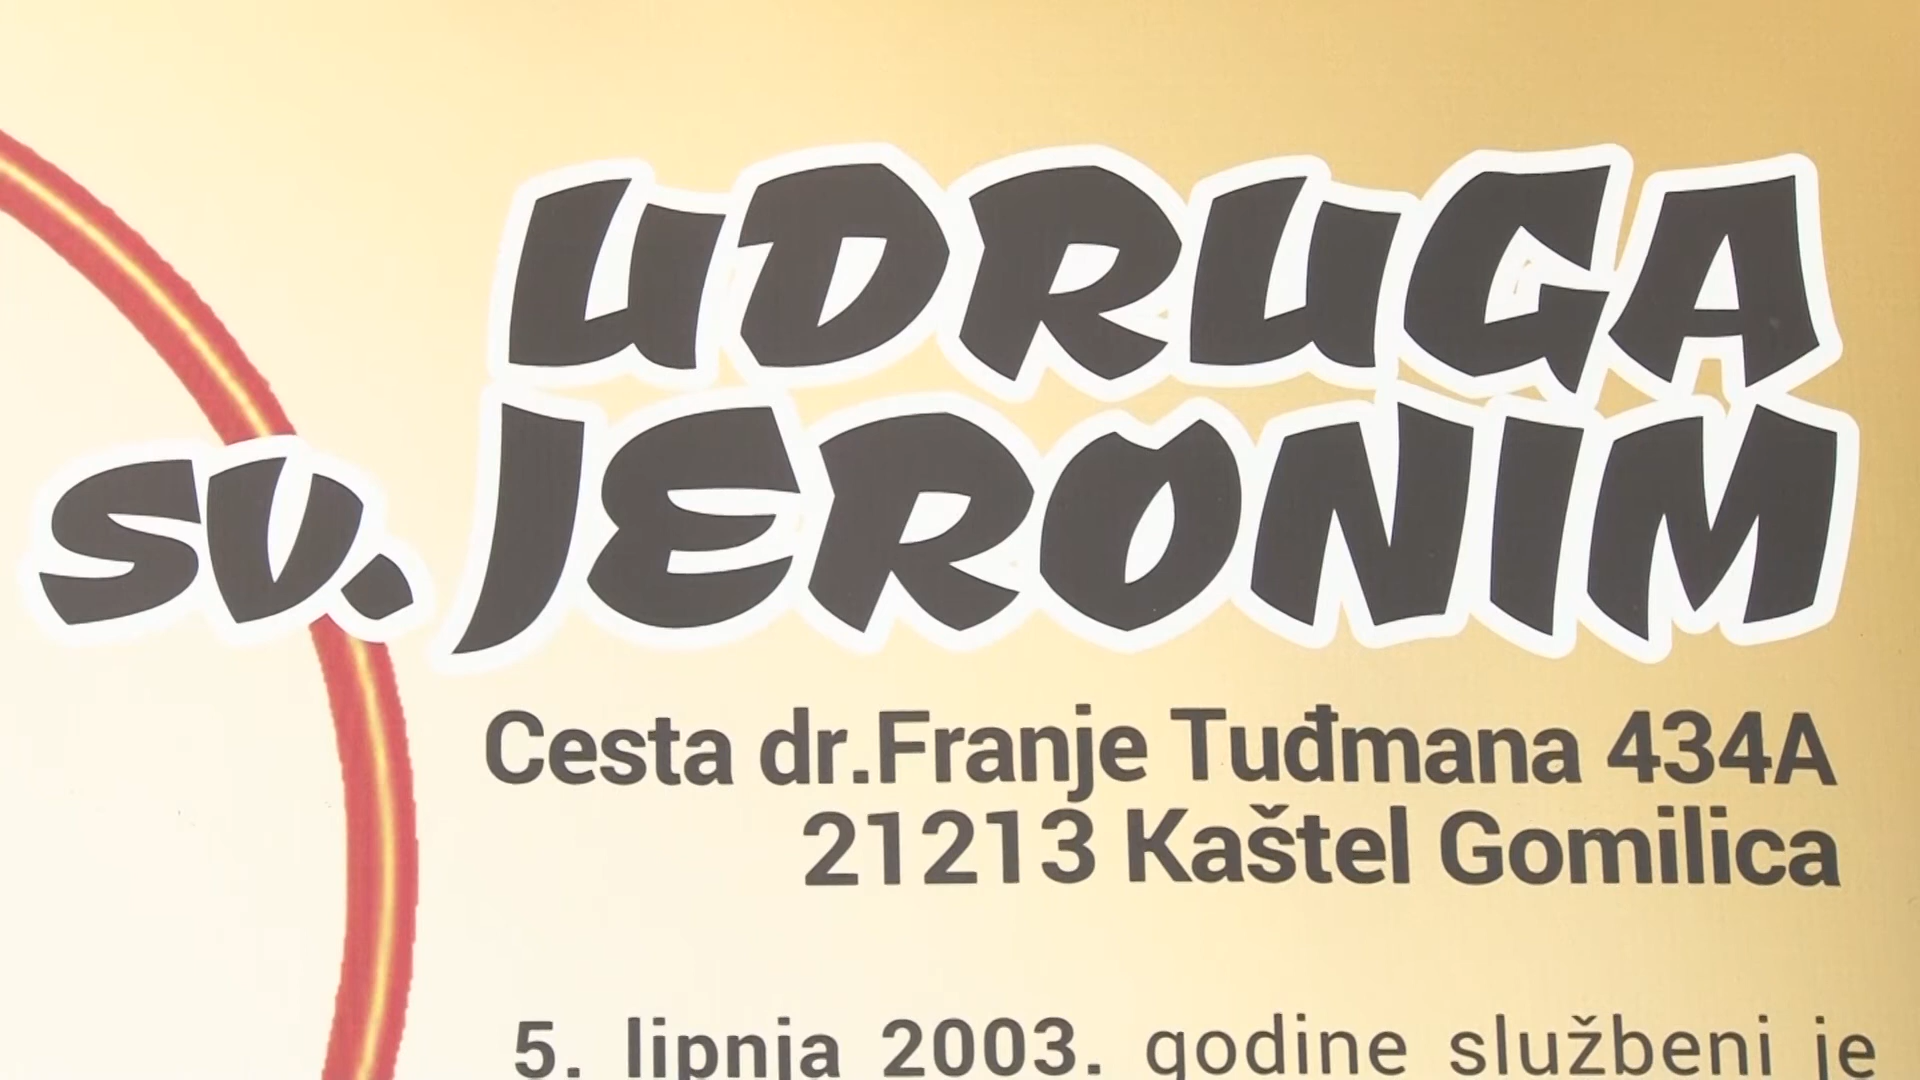 UDRUGA
SV. JERONIM
Cesta dr.Franje Tuđmana 434A
21213 Kaštel Gomilica
5. lipnja 2003. godine službeni je